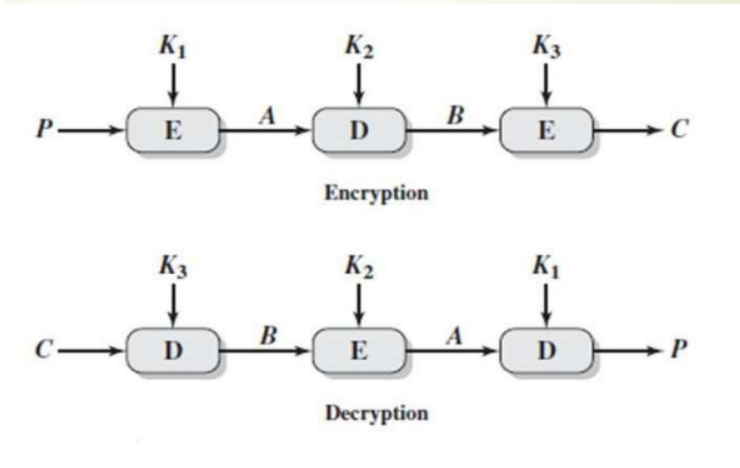 K₁ K₂ K₃
P E A D B E C
Encryption
K₃ K₂ K₁
C D B E A D P
Decryption